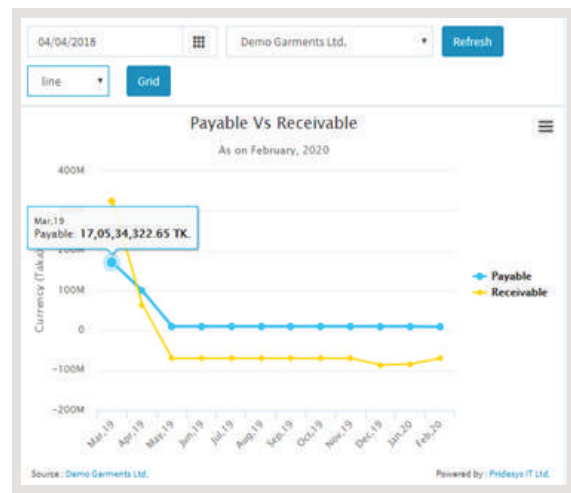 04/04/2018
Demo Garments Ltd.
Refresh
line
Grid
Payable Vs Receivable
As on February, 2020
400M
Mar,19
Payable: 17,05,34,322.65 TK.
100M
0
-100M
-200M
Currency (Taka)
Payable
Receivable
Mar,19 Apr,19 May,19 Jun,19 Jul,19 Aug,19 Sep,19 Oct,19 Nov,19 Dec,19 Jan,20 Feb,20
Source : Demo Garments Ltd.
Powered by : Pridesys IT Ltd.